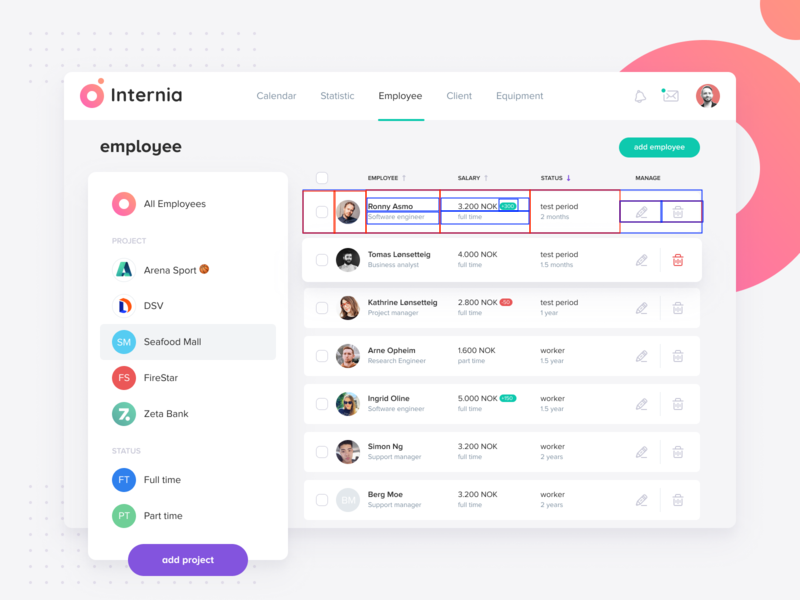 Internia
Calendar Statistic Employee Client Equipment
employee
add employee
All Employees
PROJECT
Arena Sport
DSV
SM Seafood Mall
FS FireStar
Z. Zeta Bank
STATUS
FT Full time
PT Part time
add project
EMPLOYEE SALARY STATUS MANAGE
Ronny Asmo 3.200 NOK +300 test period
Software engineer full time 2 months
Tomas Lønsetteig 4.000 NOK test period
Business analyst full time 1.5 months
Kathrine Lønsetteig 2.800 NOK -50 test period
Project manager full time 1 year
Arne Opheim 1.600 NOK worker
Research Engineer part time 1.5 year
Ingrid Oline 5.000 NOK +150 worker
Software engineer full time 1.5 year
Simon Ng 3.200 NOK worker
Support manager full time 2 years
BM Berg Moe 3.200 NOK worker
Support manager full time 2 years